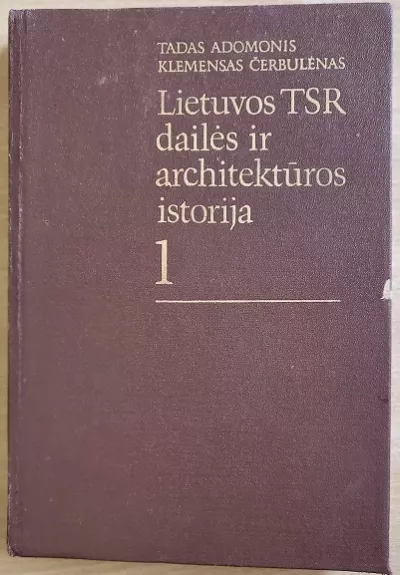 TADAS ADOMONIS
KLEMENSAS ČERBULĖNAS
Lietuvos TSR
dailės ir
architektūros
istorija
1